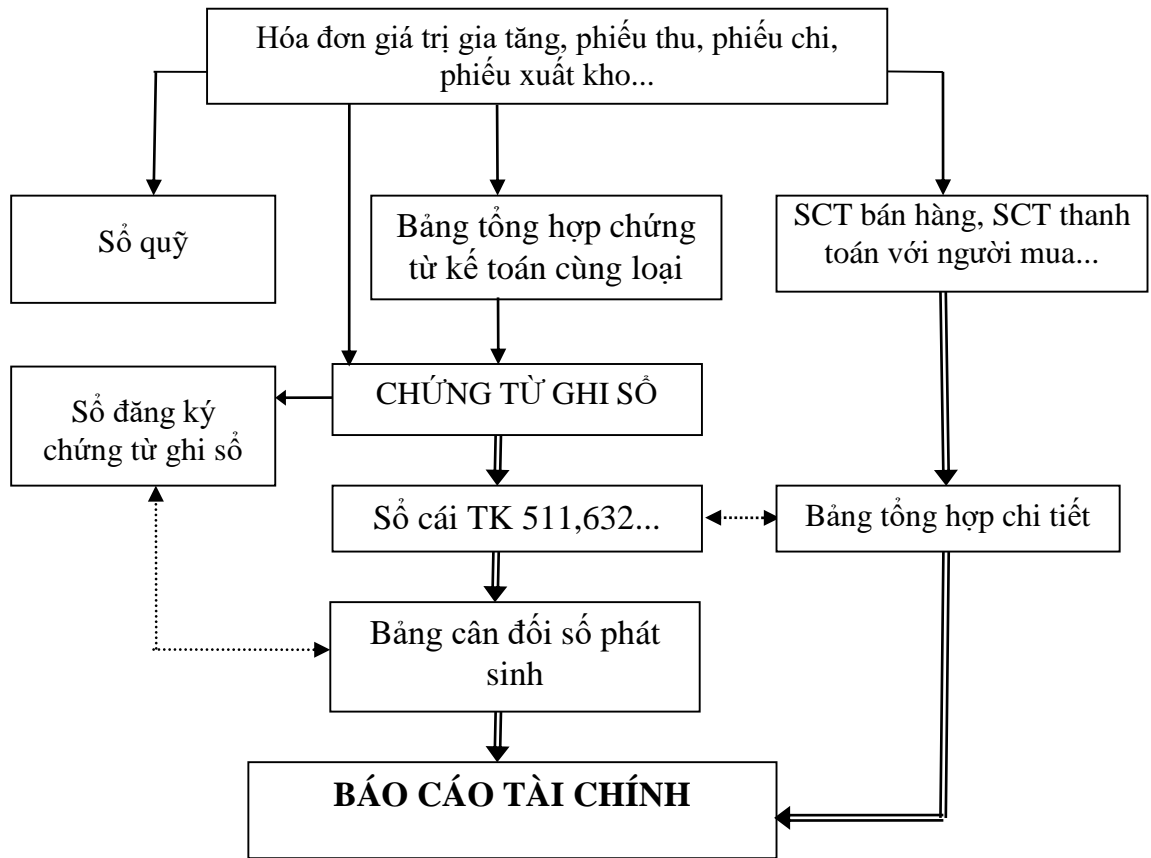 Hóa đơn giá trị gia tăng, phiếu thu, phiếu chi,
phiếu xuất kho...
Sổ quỹ
Bảng tổng hợp chứng
từ kế toán cùng loại
SCT bán hàng, SCT thanh
toán với người mua...
Sổ đăng ký
chứng từ ghi sổ
CHỨNG TỪ GHI SỔ
Sổ cái TK 511,632...
Bảng tổng hợp chi tiết
Bảng cân đối số phát
sinh
BÁO CÁO TÀI CHÍNH